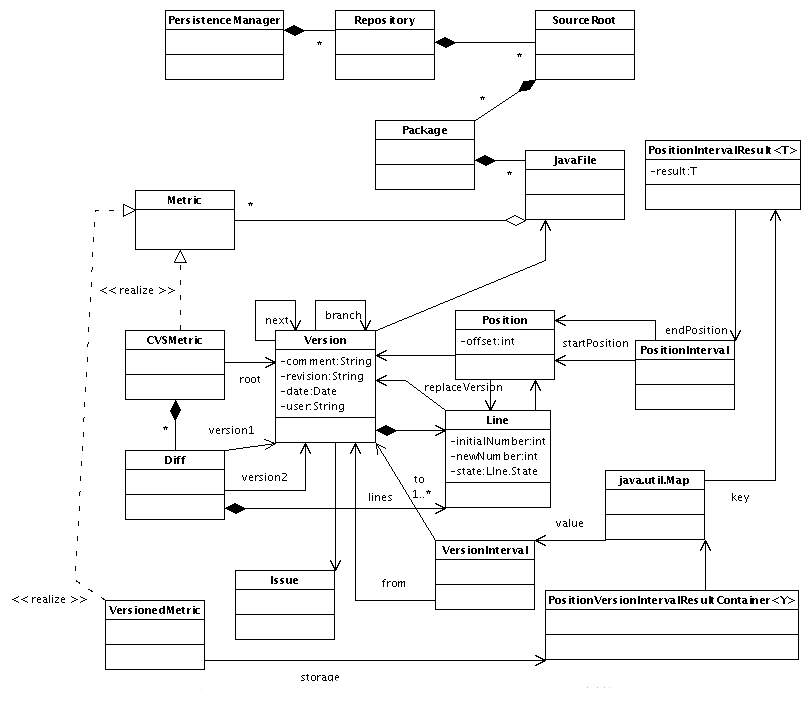 PersistenceManager
Repository
SourceRoot
*
*
*
Package
JavaFile
*
PositionIntervalResult<T>
-result:T
Metric
*
<< realize >>
next
branch
Position
-offset:int
endPosition
startPosition
PositionInterval
CVSMetric
root
Version
-comment:String
-revision:String
-date:Date
-user:String
replaceVersion
Line
-initialNumber:int
-newNumber:int
-state:LIne.State
*
version1
Diff
version2
lines
to
1..*
java.util.Map
key
value
VersionInterval
Issue
from
<< realize >>
VersionedMetric
PositionVersionIntervalResultContainer<Y>
storage